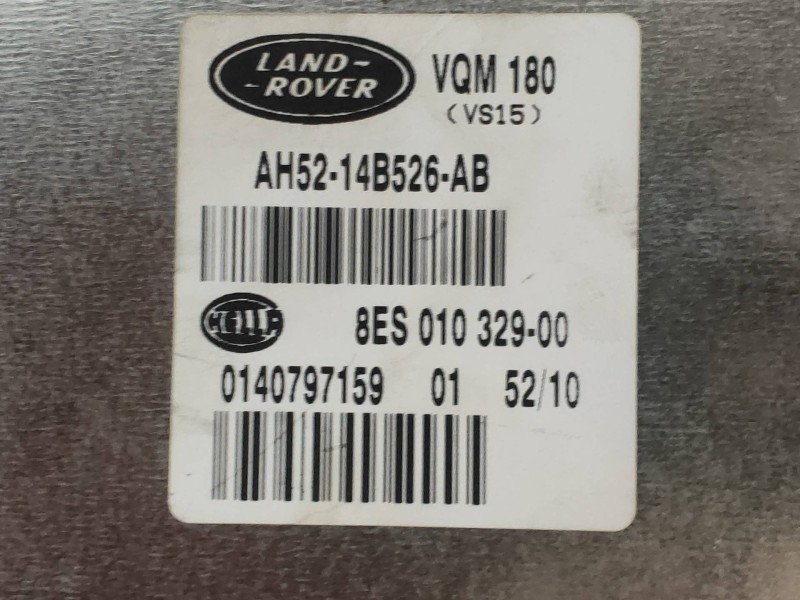 LAND-
-ROVER
VQM 180
(VS15)
AH52-14B526-AB
HELLA
8ES 010 329-00
0140797159 01 52/10